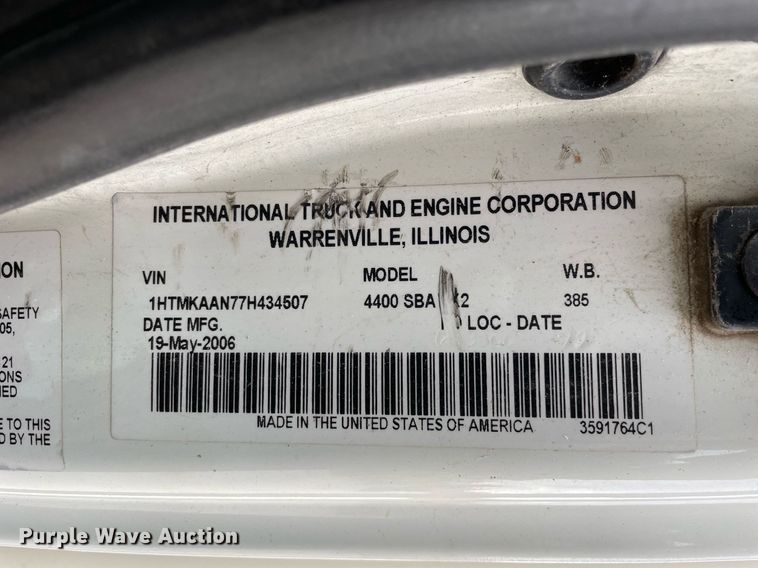 INTERNATIONAL TRUCK AND ENGINE CORPORATION
WARRENVILLE, ILLINOIS
VIN MODEL W.B.
1HTMKAAN77H434507 4400 SBA 385
DATE MFG. LOC - DATE
19-May-2006
MADE IN THE UNITED STATES OF AMERICA 3591764C1
ION
SAFETY
05,
21
ONS
IED
E TO THIS
D BY THE
Purple Wave Auction